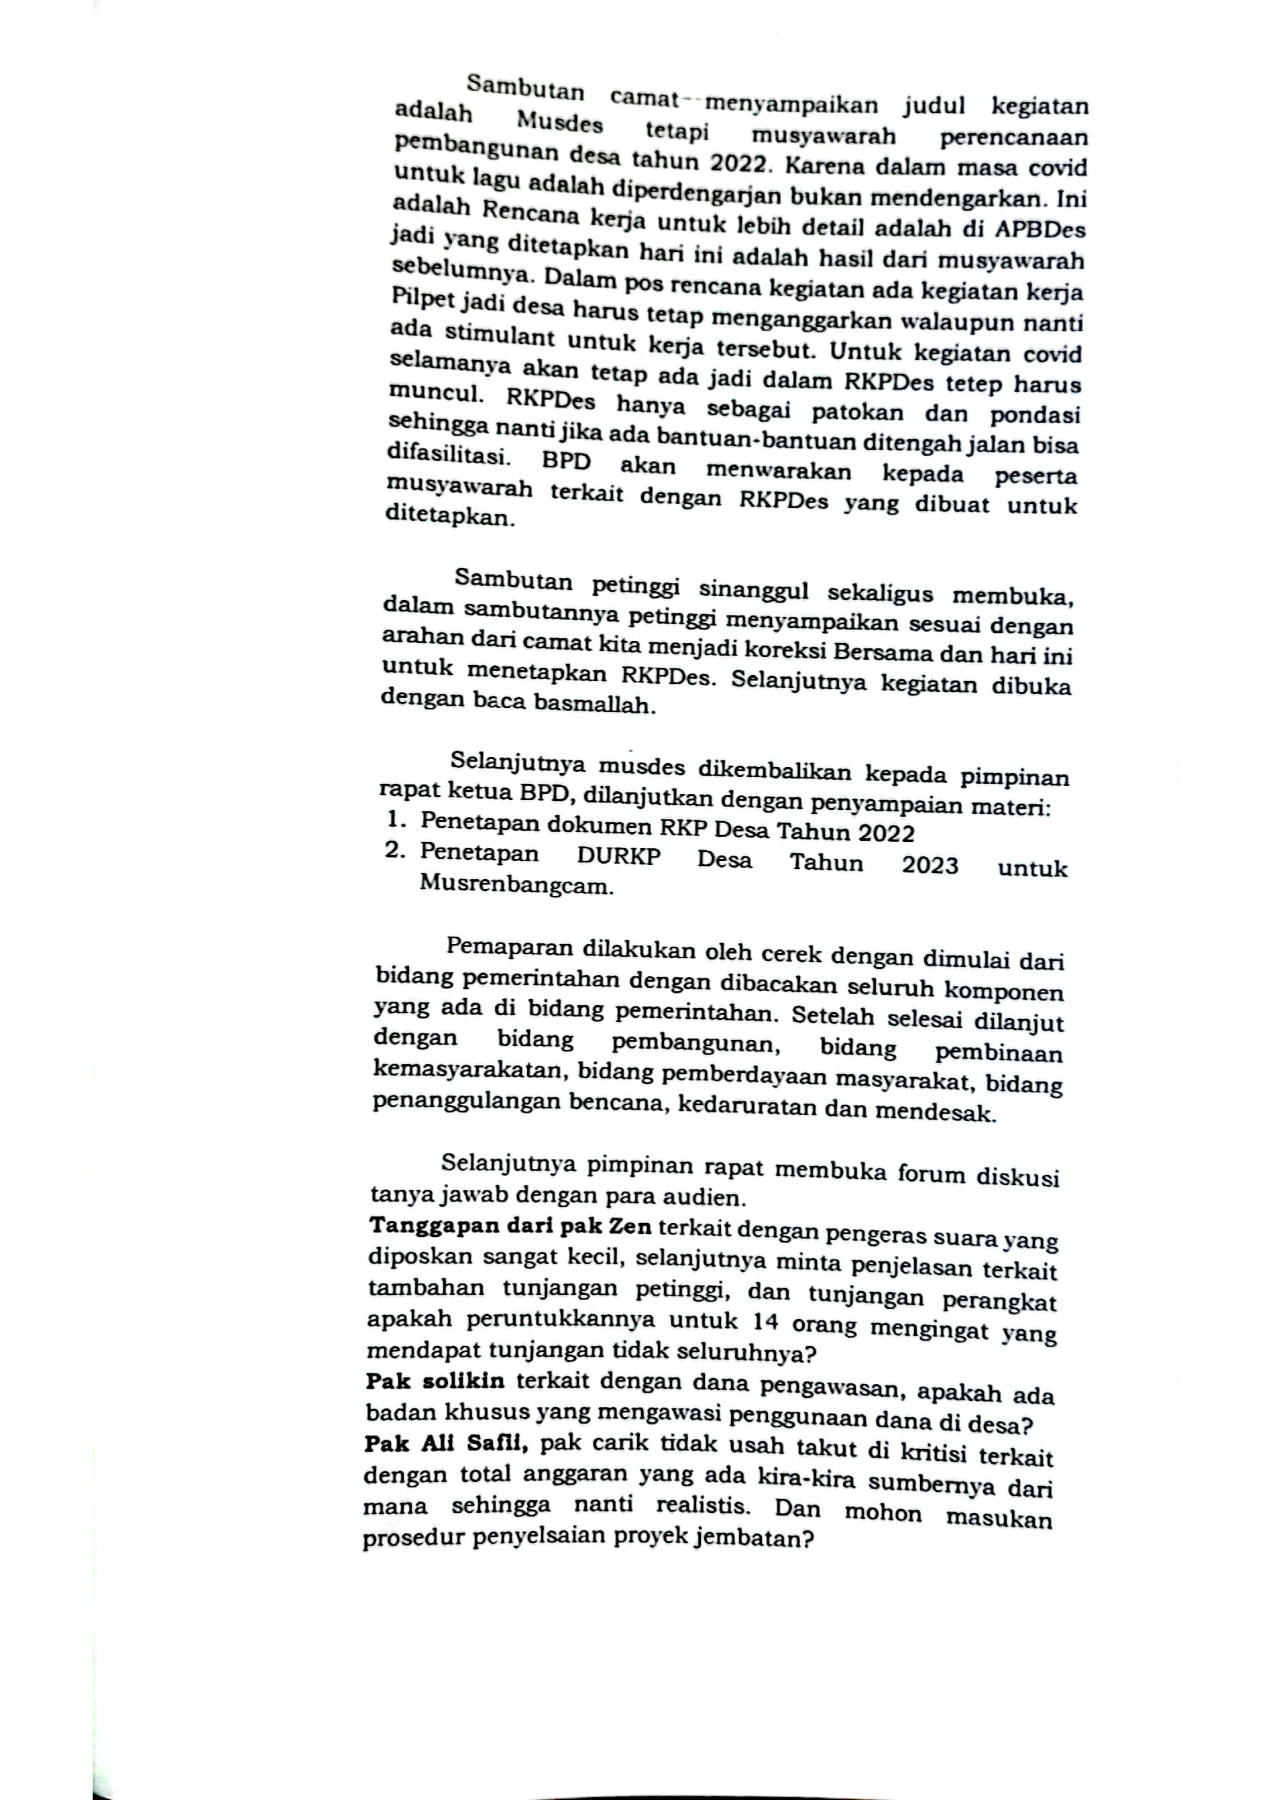 Sambutan camat menyampaikan judul kegiatan
adalah Musdes tetapi musyawarah perencanaan
pembangunan desa tahun 2022. Karena dalam masa covid
untuk lagu adalah diperdengarjan bukan mendengarkan. Ini
adalah Rencana kerja untuk lebih detail adalah di APBDes
jadi yang ditetapkan hari ini adalah hasil dari musyawarah
sebelumnya. Dalam pos rencana kegiatan ada kegiatan kerja
Pilpet jadi desa harus tetap menganggarkan walaupun nanti
ada stimulant untuk kerja tersebut. Untuk kegiatan covid
selamanya akan tetap ada jadi dalam RKPDes tetep harus
muncul. RKPDes hanya sebagai patokan dan pondasi
sehingga nanti jika ada bantuan-bantuan ditengah jalan bisa
difasilitasi. BPD akan menwarakan kepada peserta
musyawarah terkait dengan RKPDes yang dibuat untuk
ditetapkan.
Sambutan petinggi sinanggul sekaligus membuka,
dalam sambutannya petinggi menyampaikan sesuai dengan
arahan dari camat kita menjadi koreksi Bersama dan hari ini
untuk menetapkan RKPDes. Selanjutnya kegiatan dibuka
dengan baca basmallah.
Selanjutnya musdes dikembalikan kepada pimpinan
rapat ketua BPD, dilanjutkan dengan penyampaian materi:
1. Penetapan dokumen RKP Desa Tahun 2022
2. Penetapan DURKP Desa Tahun 2023 untuk
Musrenbangcam.
Pemaparan dilakukan oleh cerek dengan dimulai dari
bidang pemerintahan dengan dibacakan seluruh komponen
yang ada di bidang pemerintahan. Setelah selesai dilanjut
dengan bidang pembangunan, bidang pembinaan
kemasyarakatan, bidang pemberdayaan masyarakat, bidang
penanggulangan bencana, kedaruratan dan mendesak.
Selanjutnya pimpinan rapat membuka forum diskusi
tanya jawab dengan para audien.
Tanggapan dari pak Zen terkait dengan pengeras suara yang
diposkan sangat kecil, selanjutnya minta penjelasan terkait
tambahan tunjangan petinggi, dan tunjangan perangkat
apakah peruntukkannya untuk 14 orang mengingat yang
mendapat tunjangan tidak seluruhnya?
Pak solikin terkait dengan dana pengawasan, apakah ada
badan khusus yang mengawasi penggunaan dana di desa?
Pak Ali Safii, pak carik tidak usah takut di kritisi terkait
dengan total anggaran yang ada kira-kira sumbernya dari
mana sehingga nanti realistis. Dan mohon masukan
prosedur penyelsaian proyek jembatan?